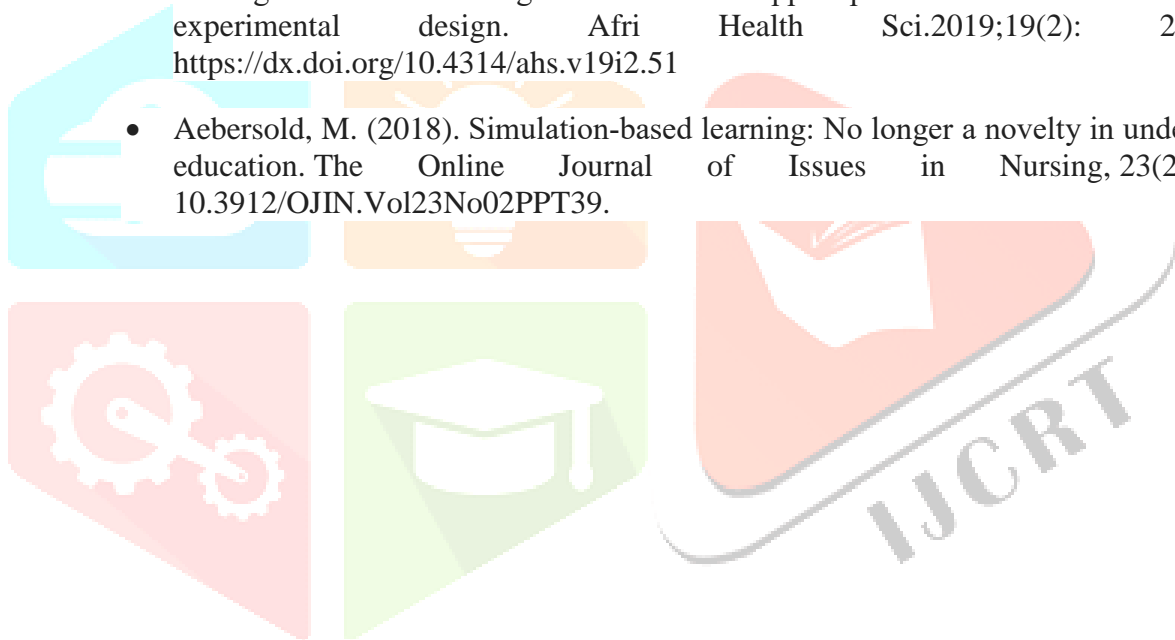 experimental design. Afri Health Sci.2019;19(2): 2
https://dx.doi.org/10.4314/ahs.v19i2.51
• Aebersold, M. (2018). Simulation-based learning: No longer a novelty in unde
education. The Online Journal of Issues in Nursing, 23(2
10.3912/OJIN.Vol23No02PPT39.
IJCRT